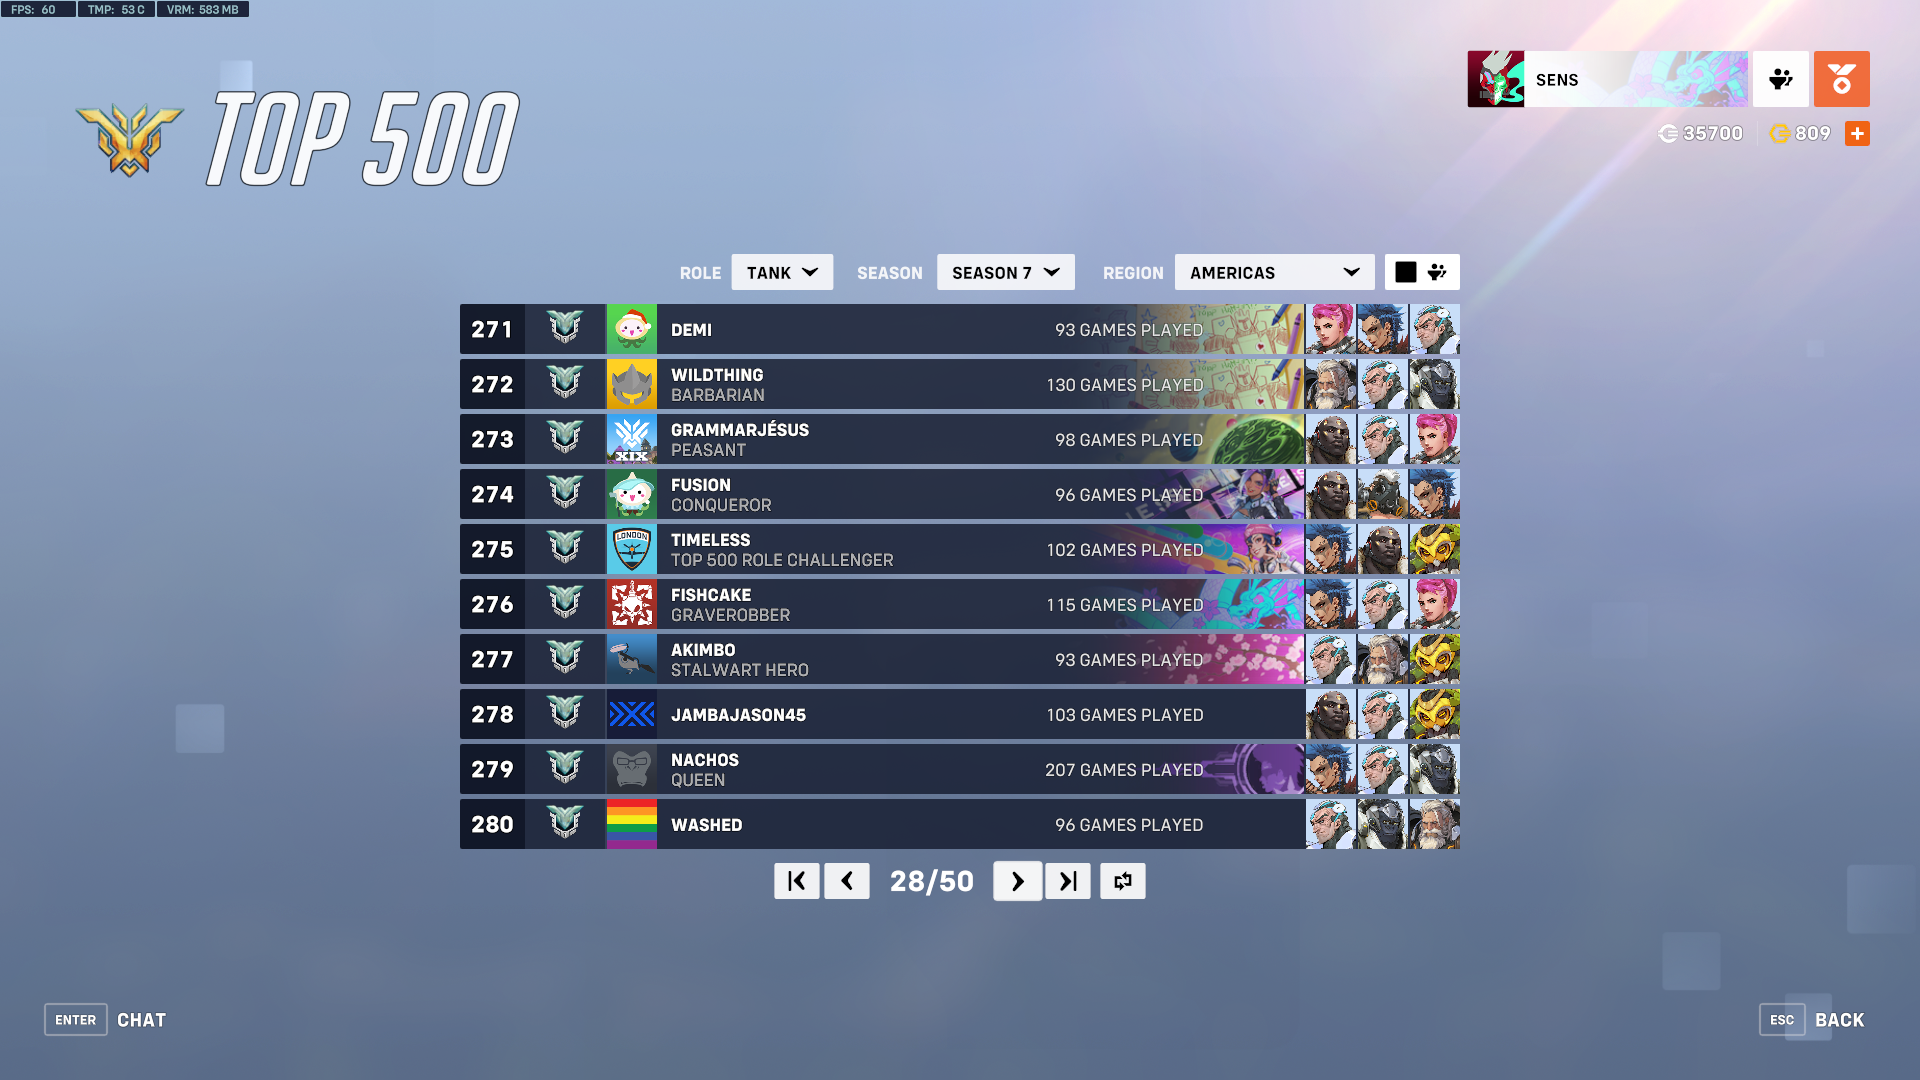 FPS: 60 TMP: 53 C VRM: 583 MB
TOP 500
SENS
35700 809
ROLE TANK SEASON SEASON 7 REGION AMERICAS
271 DEMI 93 GAMES PLAYED
272 WILDTHING 130 GAMES PLAYED
BARBARIAN
273 XIX GRAMMARJÉSUS 98 GAMES PLAYED
PEASANT
274 FUSION 96 GAMES PLAYED
CONQUEROR
275 LONDON TIMELESS 102 GAMES PLAYED
TOP 500 ROLE CHALLENGER
276 FISHCAKE 115 GAMES PLAYED
GRAVEROBBER
277 AKIMBO 93 GAMES PLAYED
STALWART HERO
278 JAMBAJASON45 103 GAMES PLAYED
279 NACHOS 207 GAMES PLAYED
QUEEN
280 WASHED 96 GAMES PLAYED
28/50
ENTER CHAT
ESC BACK